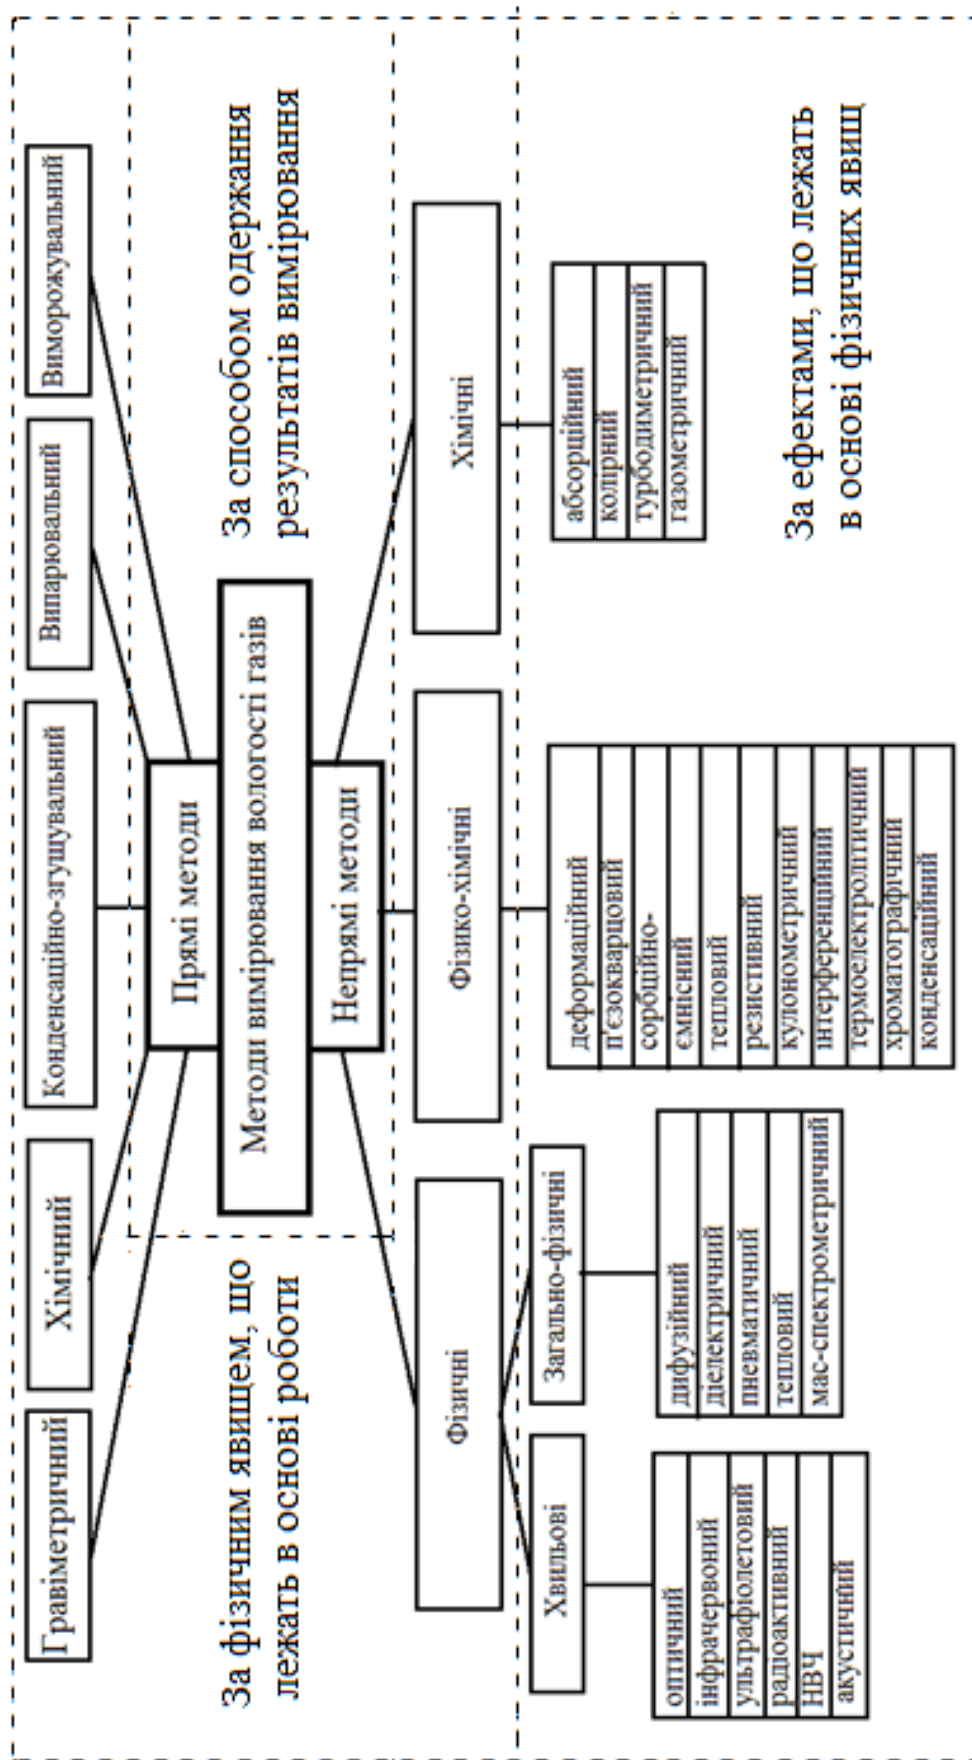 Гравіметричний
Хімічний
Конденсаційно-згущувальний
Випарювальний
Виморожувальний
За фізичним явищем, що
лежать в основі роботи
Прямі методи
Методи вимірювання вологості газів
Непрямі методи
За способом одержання
результатів вимірювання
Фізичні
Фізико-хімічні
Хімічні
Хвильові
Загально-фізичні
оптичний
інфрачервоний
ультрафіолетовий
радіоактивний
НВЧ
акустичний
дифузійний
діелектричний
пневматичний
тепловий
мас-спектрометричний
деформаційний
п'єзокварцовий
сорбційно-
ємнісний
тепловий
резистивний
кулонометричний
інтерференційний
термоелектролітичний
хроматографічний
конденсаційний
абсорційний
колірний
турбодиметричний
газометричний
За ефектами, що лежать
в основі фізичних явищ